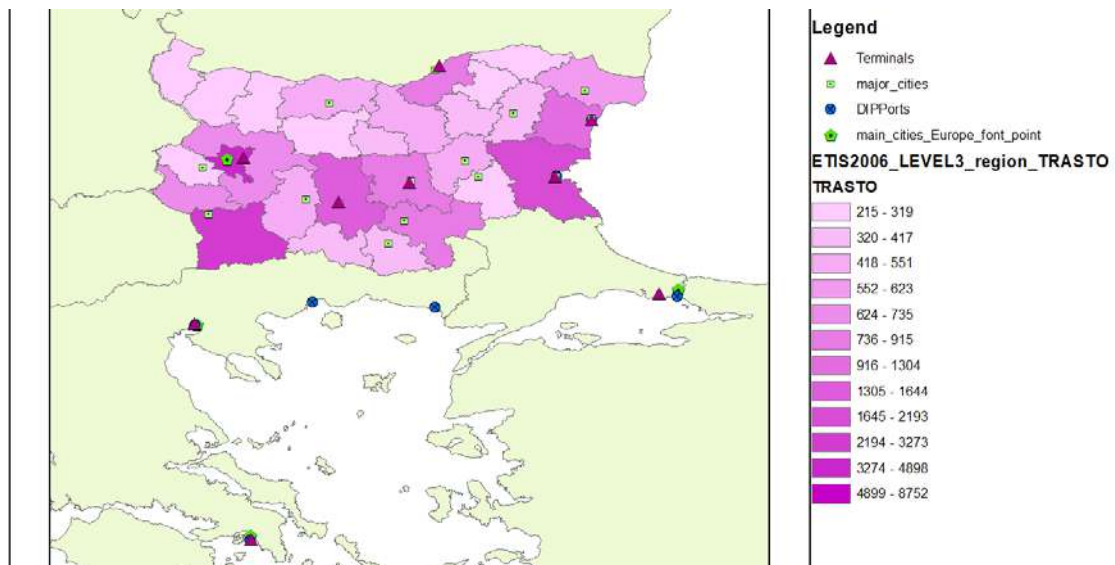 Legend
Terminals
major_cities
DIPPorts
main_cities_Europe_font_point
ETIS2006_LEVEL3_region_TRASTO
TRASTO
215 - 319
320 - 417
418 - 551
552 - 623
624 - 735
736 - 915
916 - 1304
1305 - 1644
1645 - 2193
2194 - 3273
3274 - 4898
4899 - 8752